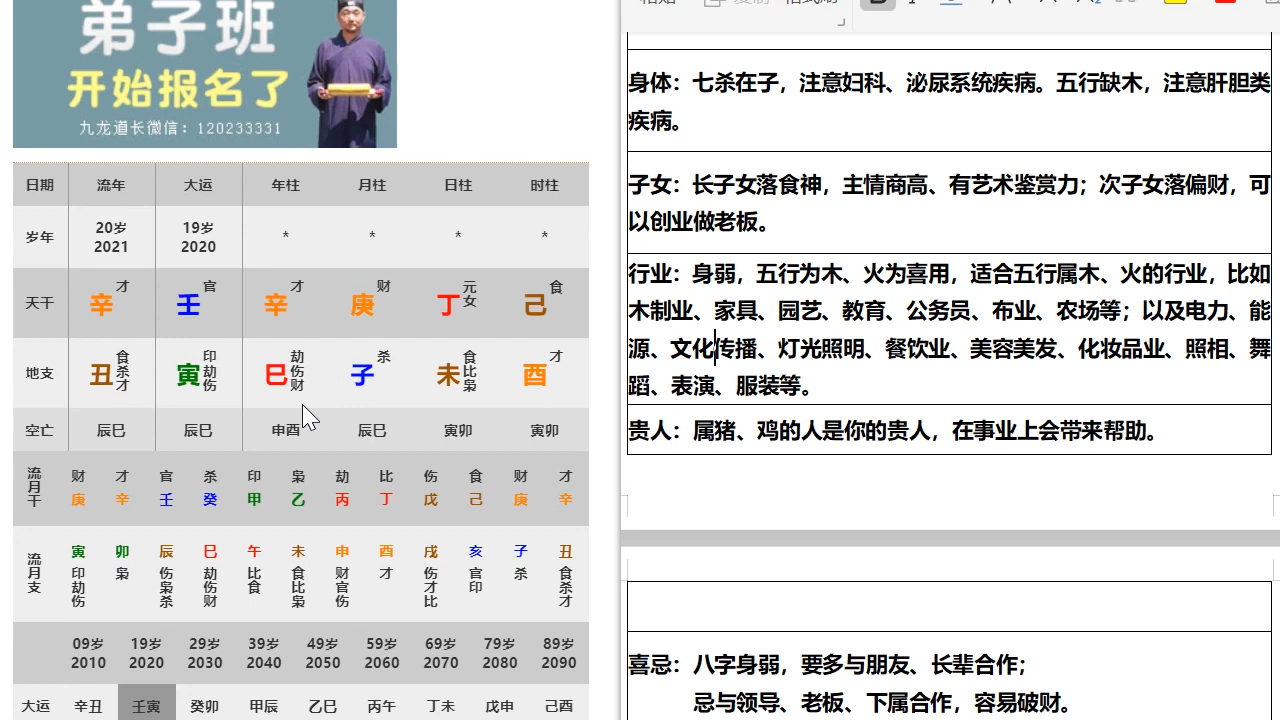 弟子班
开始报名了
九龙道长微信：120233331
日期 流年 大运 年柱 月柱 日柱 时柱
岁年 20岁 19岁 * * * *
2021 2020
天干 辛 才 壬 官 辛 才 庚 财 丁 元女 己 食
地支 丑 食杀才 寅 印劫伤 巳 劫伤财 子 杀 未 食比枭 酉 才
空亡 辰巳 辰巳 申酉 辰巳 寅卯 寅卯
流月干 财 才 官 杀 印 枭 劫 比 伤 食 财 才
庚 辛 壬 癸 甲 乙 丙 丁 戊 己 庚 辛
流月支 寅 卯 辰 巳 午 未 申 酉 戌 亥 子 丑
印劫伤 枭 伤枭杀 劫伤财 比食 食比枭 财官伤 才 伤才比 官印 杀 食杀才
09岁 19岁 29岁 39岁 49岁 59岁 69岁 79岁 89岁
2010 2020 2030 2040 2050 2060 2070 2080 2090
大运 辛丑 壬寅 癸卯 甲辰 乙巳 丙午 丁未 戊申 己酉
身体：七杀在子，注意妇科、泌尿系统疾病。五行缺木，注意肝胆类
疾病。
子女：长子女落食神，主情商高、有艺术鉴赏力；次子女落偏财，可
以创业做老板。
行业：身弱，五行为木、火为喜用，适合五行属木、火的行业，比如
木制业、家具、园艺、教育、公务员、布业、农场等；以及电力、能
源、文化传播、灯光照明、餐饮业、美容美发、化妆品业、照相、舞
蹈、表演、服装等。
贵人：属猪、鸡的人是你的贵人，在事业上会带来帮助。
喜忌：八字身弱，要多与朋友、长辈合作；
忌与领导、老板、下属合作，容易破财。